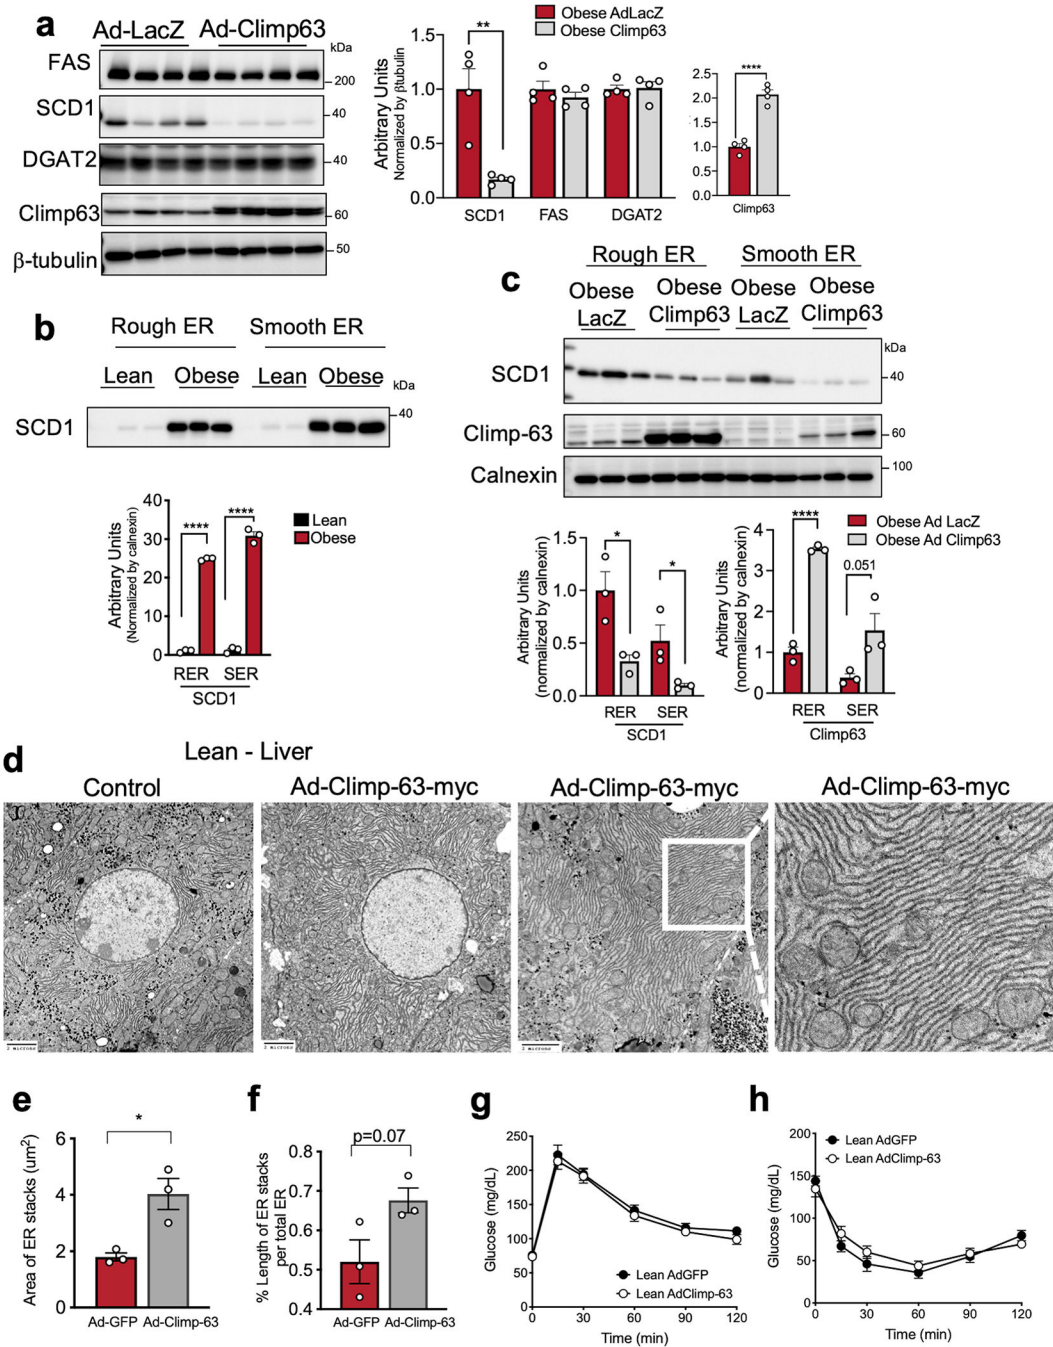 a
Ad-LacZ Ad-Climp63
kDa
FAS
200
SCD1
40
DGAT2
40
Climp63
60
β-tubulin
50
Obese AdLacZ
Obese Climp63
Arbitrary Units
Normalized by βtubulin
1.5
1.0
0.5
0.0
**
SCD1 FAS DGAT2
2.5
2.0
1.5
1.0
0.5
0.0
****
Climp63
b
Rough ER Smooth ER
Lean Obese Lean Obese
kDa
SCD1
40
Arbitrary Units
(Normalized by calnexin)
40
30
20
10
0
**** ****
Lean
Obese
RER SER
SCD1
c
Rough ER Smooth ER
Obese LacZ Obese Climp63 Obese LacZ Obese Climp63
kDa
SCD1
40
Climp-63
60
Calnexin
100
Arbitrary Units
(normalized by calnexin)
1.5
1.0
0.5
0.0
* *
RER SER
SCD1
Arbitrary Units
(normalized by calnexin)
4
3
2
1
0
****
0.051
Obese Ad LacZ
Obese Ad Climp63
RER SER
Climp63
d
Lean - Liver
Control Ad-Climp-63-myc Ad-Climp-63-myc Ad-Climp-63-myc
2 microns
2 microns
2 microns
e
Area of ER stacks (um²)
6
4
2
0
*
Ad-GFP Ad-Climp-63
f
% Length of ER stacks
per total ER
0.8
0.7
0.6
0.5
0.4
p=0.07
Ad-GFP Ad-Climp-63
g
Glucose (mg/dL)
250
200
150
100
50
0
Lean AdGFP
Lean AdClimp-63
0 30 60 90 120
Time (min)
h
Glucose (mg/dL)
200
150
100
50
0
Lean AdGFP
Lean AdClimp-63
0 30 60 90 120
Time (min)